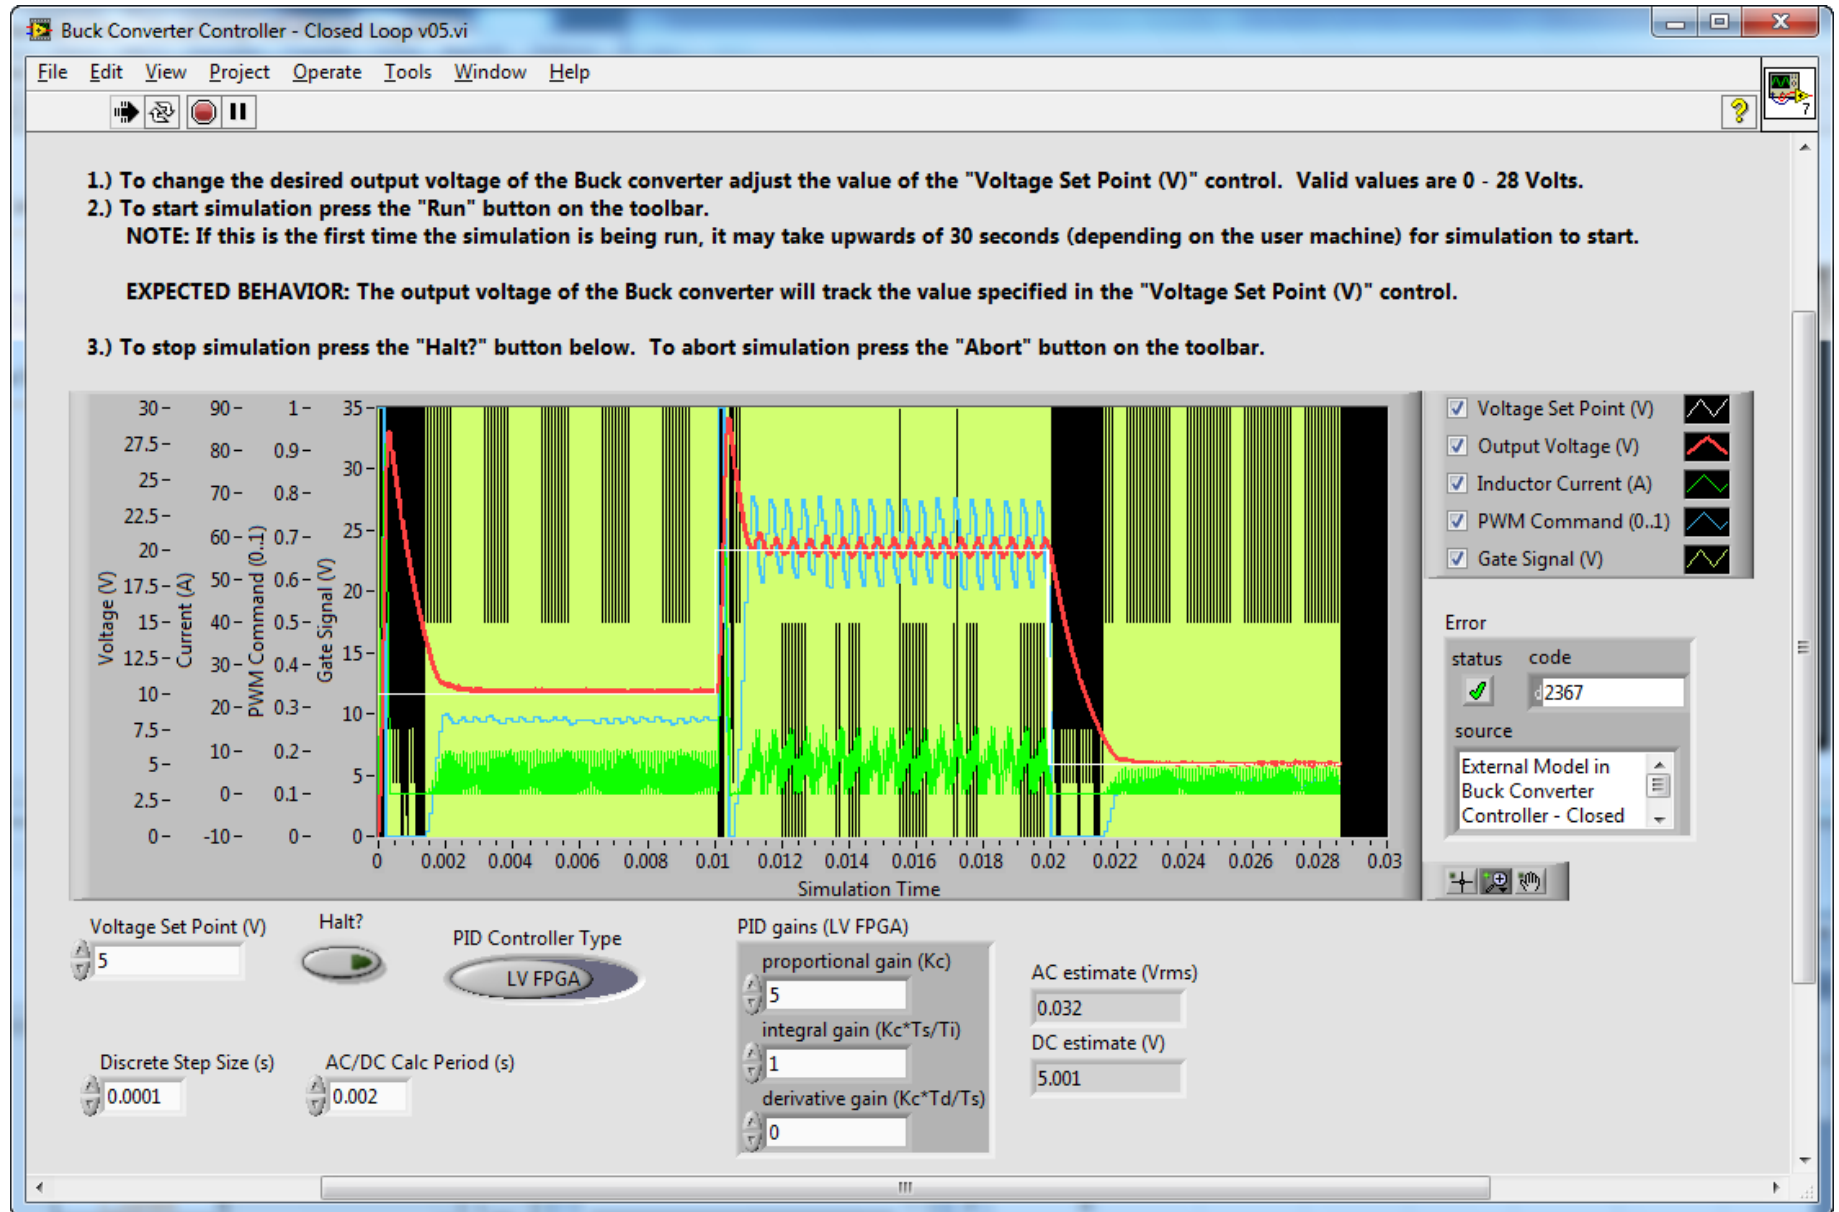 Buck Converter Controller - Closed Loop v05.vi
File Edit View Project Operate Tools Window Help
7
1.) To change the desired output voltage of the Buck converter adjust the value of the "Voltage Set Point (V)" control. Valid values are 0 - 28 Volts.
2.) To start simulation press the "Run" button on the toolbar.
NOTE: If this is the first time the simulation is being run, it may take upwards of 30 seconds (depending on the user machine) for simulation to start.
EXPECTED BEHAVIOR: The output voltage of the Buck converter will track the value specified in the "Voltage Set Point (V)" control.
3.) To stop simulation press the "Halt?" button below. To abort simulation press the "Abort" button on the toolbar.
Voltage (V)
30
27.5
25
22.5
20
17.5
15
12.5
10
7.5
5
2.5
0
Current (A)
90
80
70
60
50
40
30
20
10
0
-10
PWM Command (0..1)
1
0.9
0.8
0.7
0.6
0.5
0.4
0.3
0.2
0.1
0
Gate Signal (V)
35
30
25
20
15
10
5
0
0 0.002 0.004 0.006 0.008 0.01 0.012 0.014 0.016 0.018 0.02 0.022 0.024 0.026 0.028 0.03
Simulation Time
Voltage Set Point (V)
Output Voltage (V)
Inductor Current (A)
PWM Command (0..1)
Gate Signal (V)
Error
status code
d 2367
source
External Model in
Buck Converter
Controller - Closed
Voltage Set Point (V)
5
Halt?
PID Controller Type
LV FPGA
Discrete Step Size (s)
0.0001
AC/DC Calc Period (s)
0.002
PID gains (LV FPGA)
proportional gain (Kc)
5
integral gain (Kc*Ts/Ti)
1
derivative gain (Kc*Td/Ts)
0
AC estimate (Vrms)
0.032
DC estimate (V)
5.001